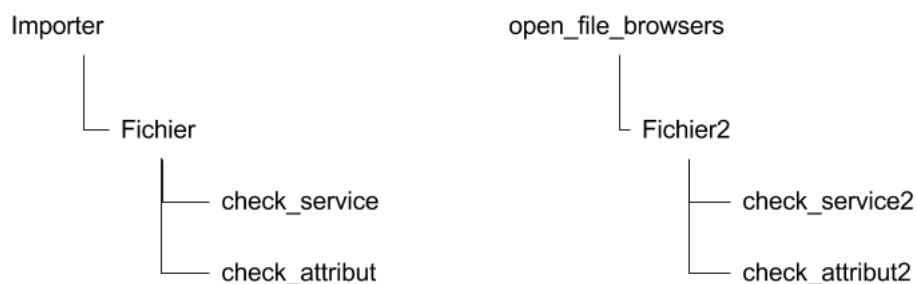 Importer
Fichier
check_service
check_attribut
open_file_browsers
Fichier2
check_service2
check_attribut2